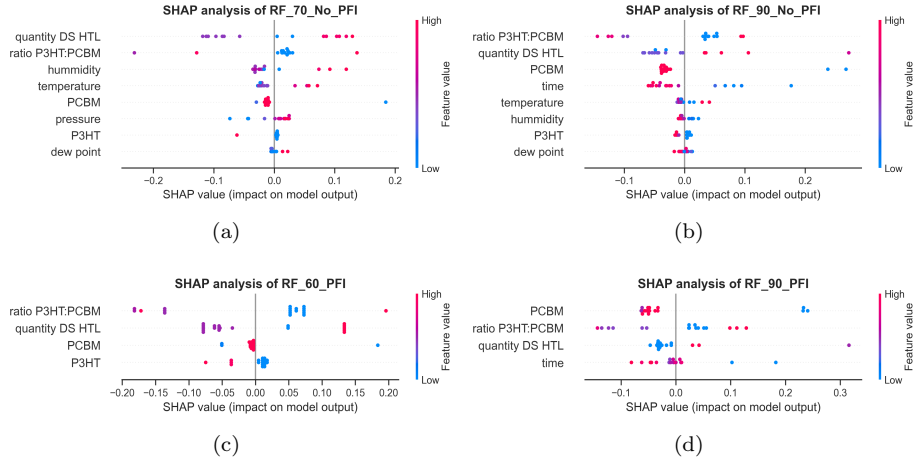 SHAP analysis of RF_70_No_PFI
High
quantity DS HTL
ratio P3HT:PCBM
hummidity
temperature
PCBM
pressure
P3HT
dew point
Feature value
Low
−0.2 −0.1 0.0 0.1 0.2
SHAP value (impact on model output)
(a)
SHAP analysis of RF_90_No_PFI
High
ratio P3HT:PCBM
quantity DS HTL
PCBM
time
temperature
hummidity
P3HT
dew point
Feature value
Low
−0.1 0.0 0.1 0.2
SHAP value (impact on model output)
(b)
SHAP analysis of RF_60_PFI
High
ratio P3HT:PCBM
quantity DS HTL
PCBM
P3HT
Feature value
Low
−0.20 −0.15 −0.10 −0.05 0.00 0.05 0.10 0.15 0.20
SHAP value (impact on model output)
(c)
SHAP analysis of RF_90_PFI
High
PCBM
ratio P3HT:PCBM
quantity DS HTL
time
Feature value
Low
−0.1 0.0 0.1 0.2 0.3
SHAP value (impact on model output)
(d)